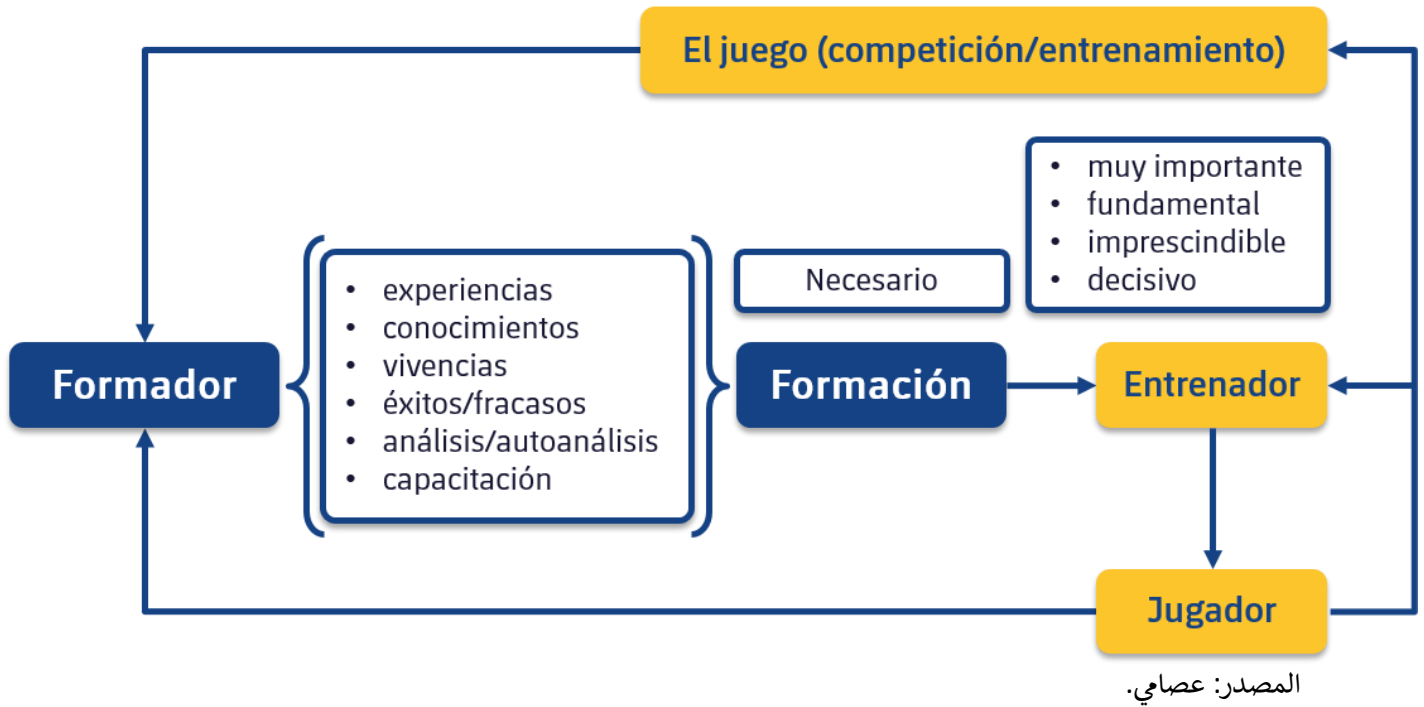 El juego (competición/entrenamiento)
• muy importante
• fundamental
• imprescindible
• decisivo
Necesario
• experiencias
• conocimientos
• vivencias
• éxitos/fracasos
• análisis/autoanálisis
• capacitación
Formador
Formación
Entrenador
Jugador
المصدر: عصامي.